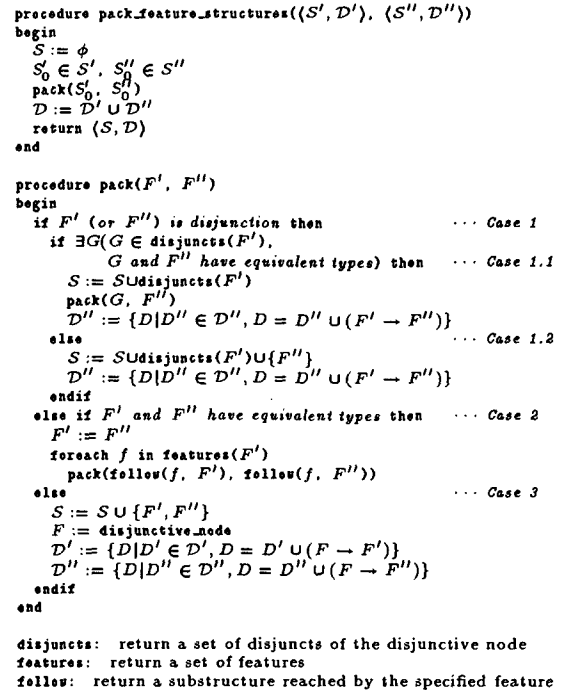 procedure pack_feature_structures(⟨S′, D′⟩, ⟨S″, D″⟩)
begin
S := ϕ
S′₀ ∈ S′, S″₀ ∈ S″
pack(S′₀, S″₀)
D := D′ ∪ D″
return ⟨S, D⟩
end
procedure pack(F′, F″)
begin
if F′ (or F″) is disjunction then ··· Case 1
if ∃G(G ∈ disjuncts(F′),
G and F″ have equivalent types) then ··· Case 1.1
S := S∪disjuncts(F′)
pack(G, F″)
D″ := {D|D″ ∈ D″, D = D″ ∪ (F′ → F″)}
else ··· Case 1.2
S := S∪disjuncts(F′)∪{F″}
D″ := {D|D″ ∈ D″, D = D″ ∪ (F′ → F″)}
endif
else if F′ and F″ have equivalent types then ··· Case 2
F′ := F″
foreach f in features(F′)
pack(follow(f, F′), follow(f, F″))
else ··· Case 3
S := S ∪ {F′, F″}
F := disjunctive_node
D′ := {D|D′ ∈ D′, D = D′ ∪ (F → F′)}
D″ := {D|D″ ∈ D″, D = D″ ∪ (F → F″)}
endif
end
disjuncts: return a set of disjuncts of the disjunctive node
features: return a set of features
follow: return a substructure reached by the specified feature